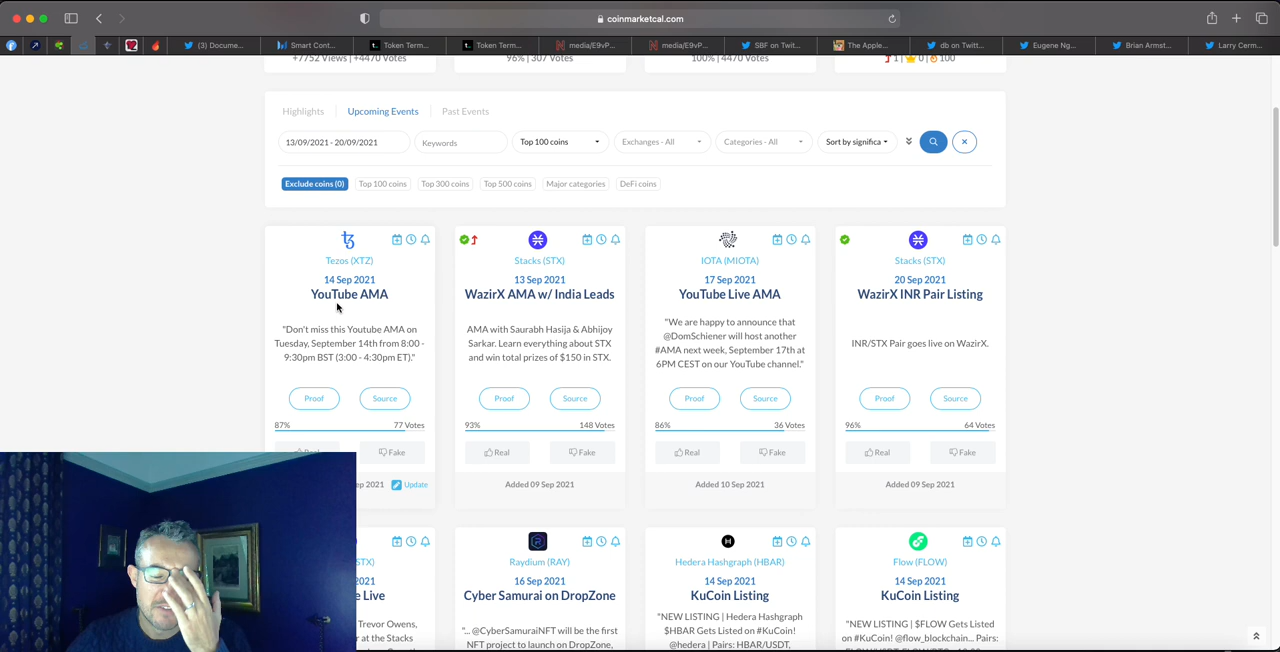 coinmarketcal.com
(3) Docume...
Smart Cont...
Token Term...
Token Term...
media/E9vP...
media/E9vP...
SBF on Twit...
The Apple...
db on Twitt...
Eugene Ng...
Brian Armst...
Larry Cerm...
+7752 Views | +4470 Votes
96% | 307 Votes
100% | 4470 Votes
1 | 0 | 100
Highlights
Upcoming Events
Past Events
13/09/2021 - 20/09/2021
Keywords
Top 100 coins
Exchanges - All
Categories - All
Sort by significa
Exclude coins (0)
Top 100 coins
Top 300 coins
Top 500 coins
Major categories
DeFi coins
Tezos (XTZ)
14 Sep 2021
YouTube AMA
"Don't miss this Youtube AMA on
Tuesday, September 14th from 8:00 -
9:30pm BST (3:00 - 4:30pm ET)."
Proof
Source
87%
77 Votes
Real
Fake
Sep 2021
Update
Stacks (STX)
13 Sep 2021
WazirX AMA w/ India Leads
AMA with Saurabh Hasija & Abhijoy
Sarkar. Learn everything about STX
and win total prizes of $150 in STX.
Proof
Source
93%
148 Votes
Real
Fake
Added 09 Sep 2021
IOTA (MIOTA)
17 Sep 2021
YouTube Live AMA
"We are happy to announce that
@DomSchiener will host another
#AMA next week, September 17th at
6PM CEST on our YouTube channel."
Proof
Source
86%
36 Votes
Real
Fake
Added 10 Sep 2021
Stacks (STX)
20 Sep 2021
WazirX INR Pair Listing
INR/STX Pair goes live on WazirX.
Proof
Source
96%
64 Votes
Real
Fake
Added 09 Sep 2021
STX)
2021
e Live
Trevor Owens,
r at the Stacks
Raydium (RAY)
16 Sep 2021
Cyber Samurai on DropZone
"... @CyberSamuraiNFT will be the first
NFT project to launch on DropZone,
Hedera Hashgraph (HBAR)
14 Sep 2021
KuCoin Listing
"NEW LISTING | Hedera Hashgraph
$HBAR Gets Listed on #KuCoin!
@hedera | Pairs: HBAR/USDT,
Flow (FLOW)
14 Sep 2021
KuCoin Listing
"NEW LISTING | $FLOW Gets Listed
on #KuCoin! @flow_blockchain... Pairs: